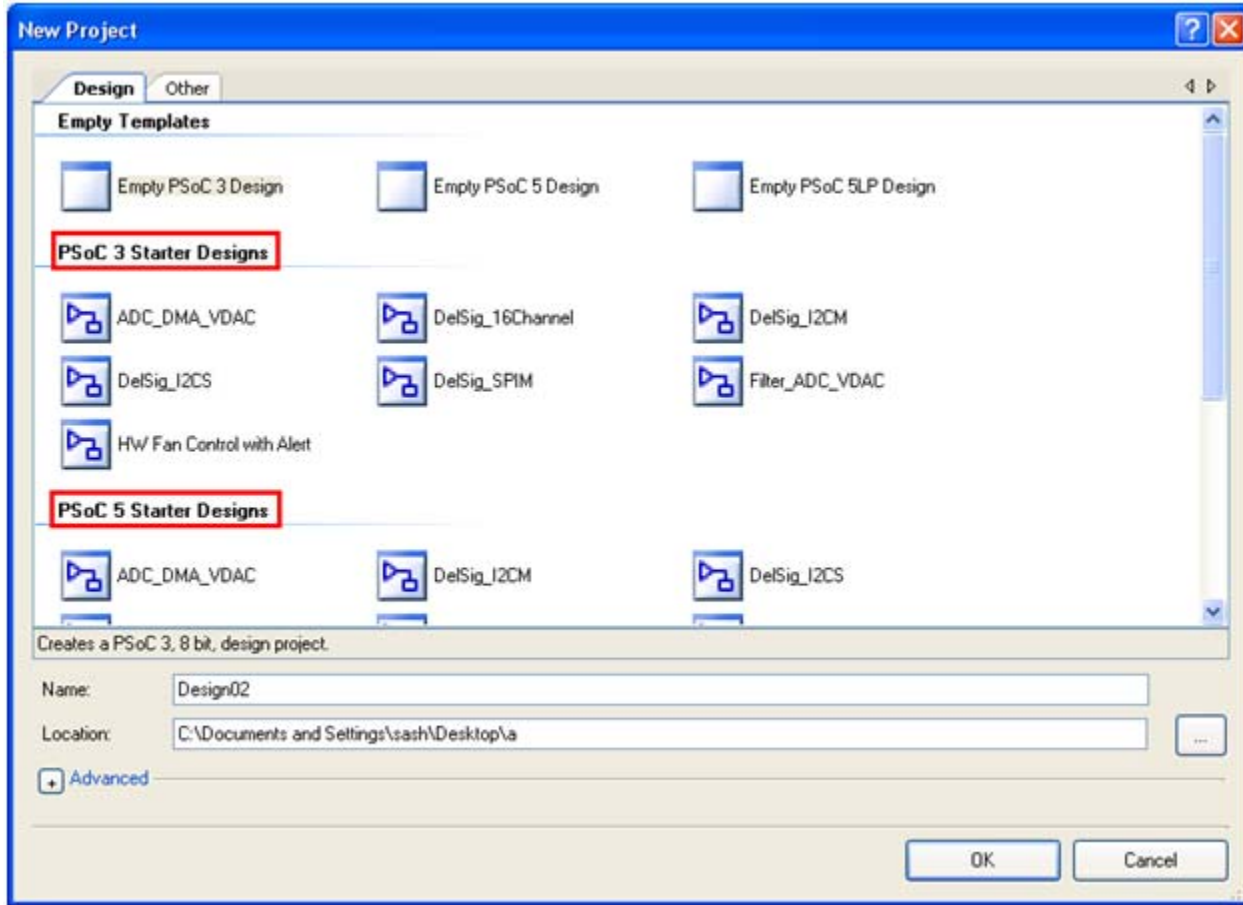 New Project
Design Other
Empty Templates
Empty PSoC 3 Design Empty PSoC 5 Design Empty PSoC 5LP Design
PSoC 3 Starter Designs
ADC_DMA_VDAC DelSig_16Channel DelSig_I2CM
DelSig_I2CS DelSig_SPIM Filter_ADC_VDAC
HW Fan Control with Alert
PSoC 5 Starter Designs
ADC_DMA_VDAC DelSig_I2CM DelSig_I2CS
Creates a PSoC 3, 8 bit, design project.
Name: Design02
Location: C:\Documents and Settings\sash\Desktop\a ...
+ Advanced
OK Cancel